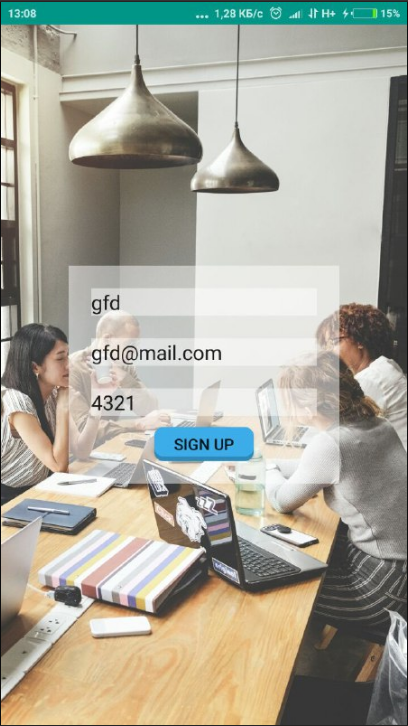 13:08 ... 1,28 КБ/с H+ 15%
gfd
gfd@mail.com
4321
SIGN UP